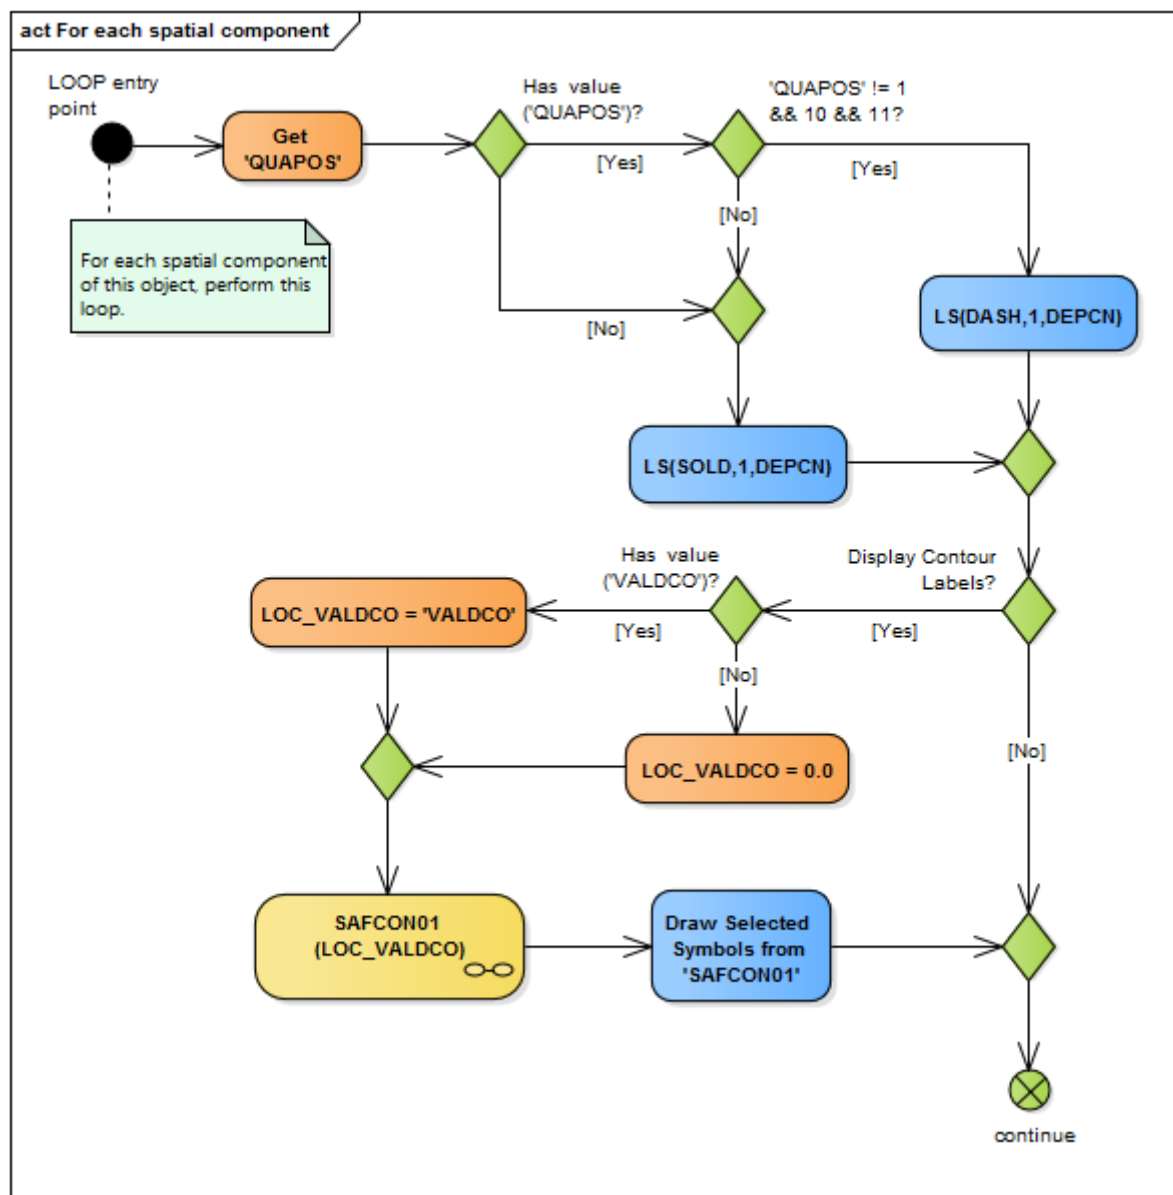 act For each spatial component
LOOP entry
point
Get
'QUAPOS'
Has value
('QUAPOS')?
[Yes]
'QUAPOS' != 1
&& 10 && 11?
[Yes]
[No]
For each spatial component
of this object, perform this
loop.
[No]
LS(DASH,1,DEPCN)
LS(SOLD,1,DEPCN)
Display Contour
Labels?
[Yes]
Has value
('VALDCO')?
[Yes]
LOC_VALDCO = 'VALDCO'
[No]
LOC_VALDCO = 0.0
[No]
SAFCON01
(LOC_VALDCO)
Draw Selected
Symbols from
'SAFCON01'
continue